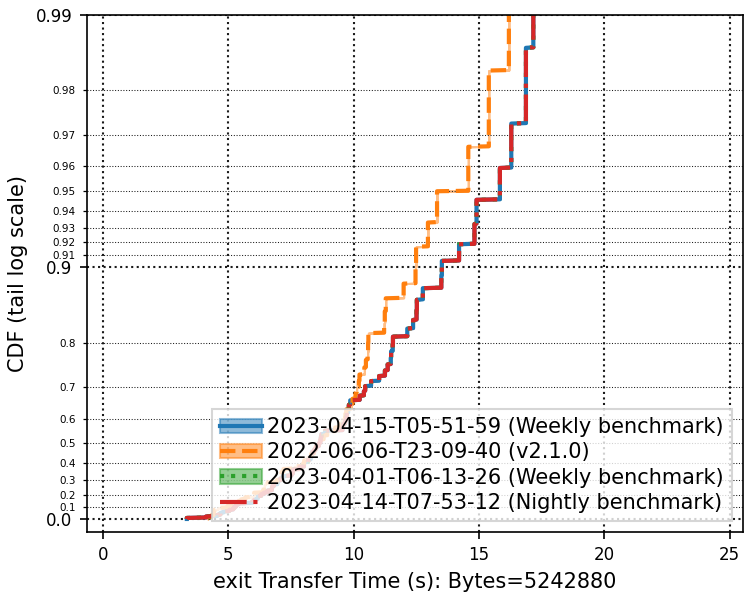 0.99
0.98
0.97
0.96
0.95
0.94
0.93
0.92
0.91
0.9
0.8
0.7
0.6
0.5
0.4
0.3
0.2
0.1
0.0
CDF (tail log scale)
2023-04-15-T05-51-59 (Weekly benchmark)
2022-06-06-T23-09-40 (v2.1.0)
2023-04-01-T06-13-26 (Weekly benchmark)
2023-04-14-T07-53-12 (Nightly benchmark)
0 5 10 15 20 25
exit Transfer Time (s): Bytes=5242880